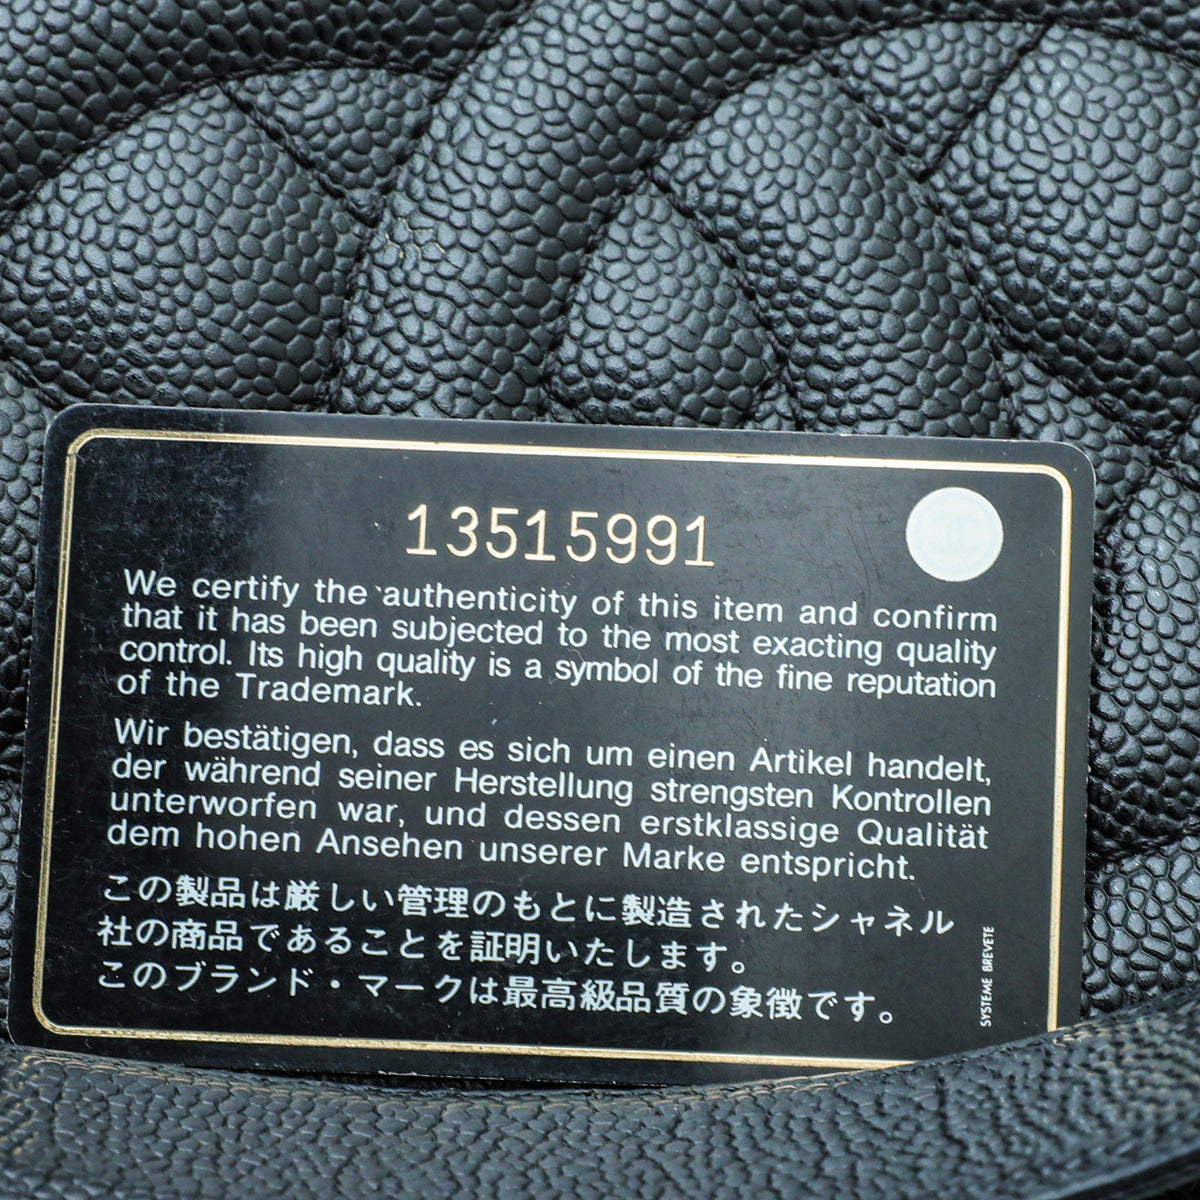 13515991
We certify the authenticity of this item and confirm
that it has been subjected to the most exacting quality
control. Its high quality is a symbol of the fine reputation
of the Trademark.
Wir bestätigen, dass es sich um einen Artikel handelt,
der während seiner Herstellung strengsten Kontrollen
unterworfen war, und dessen erstklassige Qualität
dem hohen Ansehen unserer Marke entspricht.
この製品は厳しい管理のもとに製造されたシャネル
社の商品であることを証明いたします。
このブランド・マークは最高級品質の象徴です。
SYSTEME BREVETE